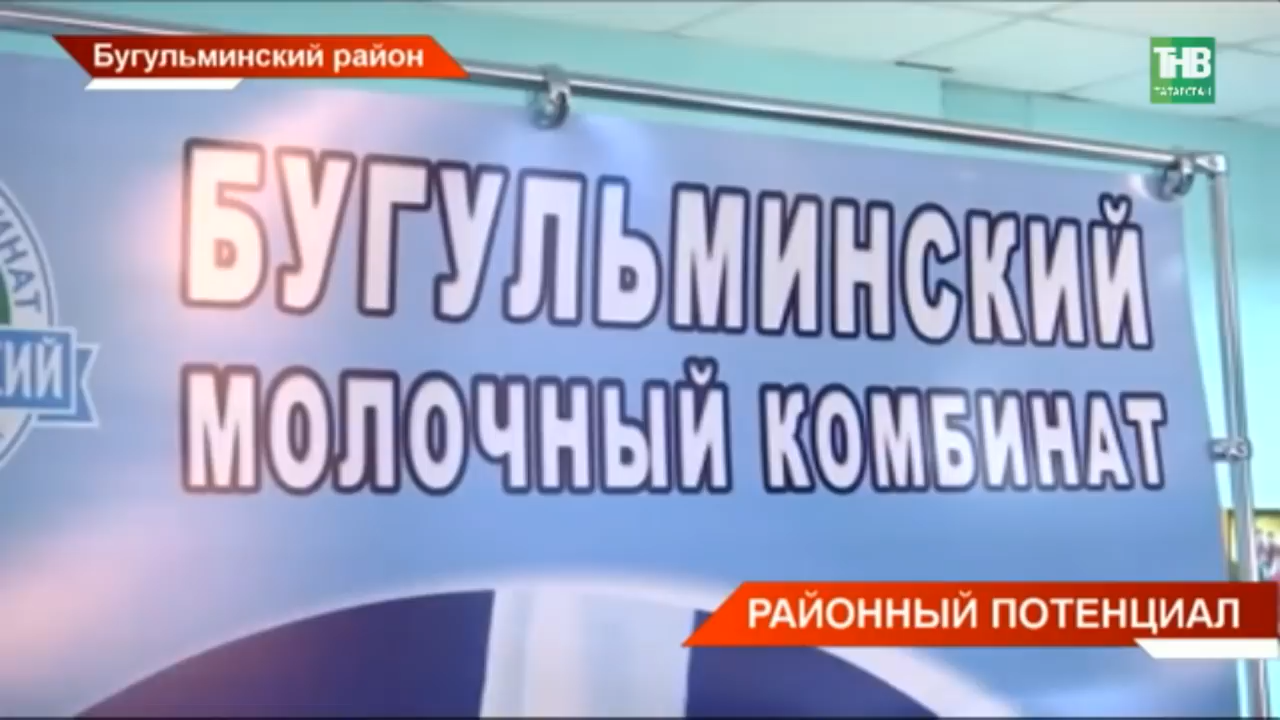 Бугульминский район
ТНВ
ТАТАРСТАН
БУГУЛЬМИНСКИЙ
МОЛОЧНЫЙ КОМБИНАТ
РАЙОННЫЙ ПОТЕНЦИАЛ